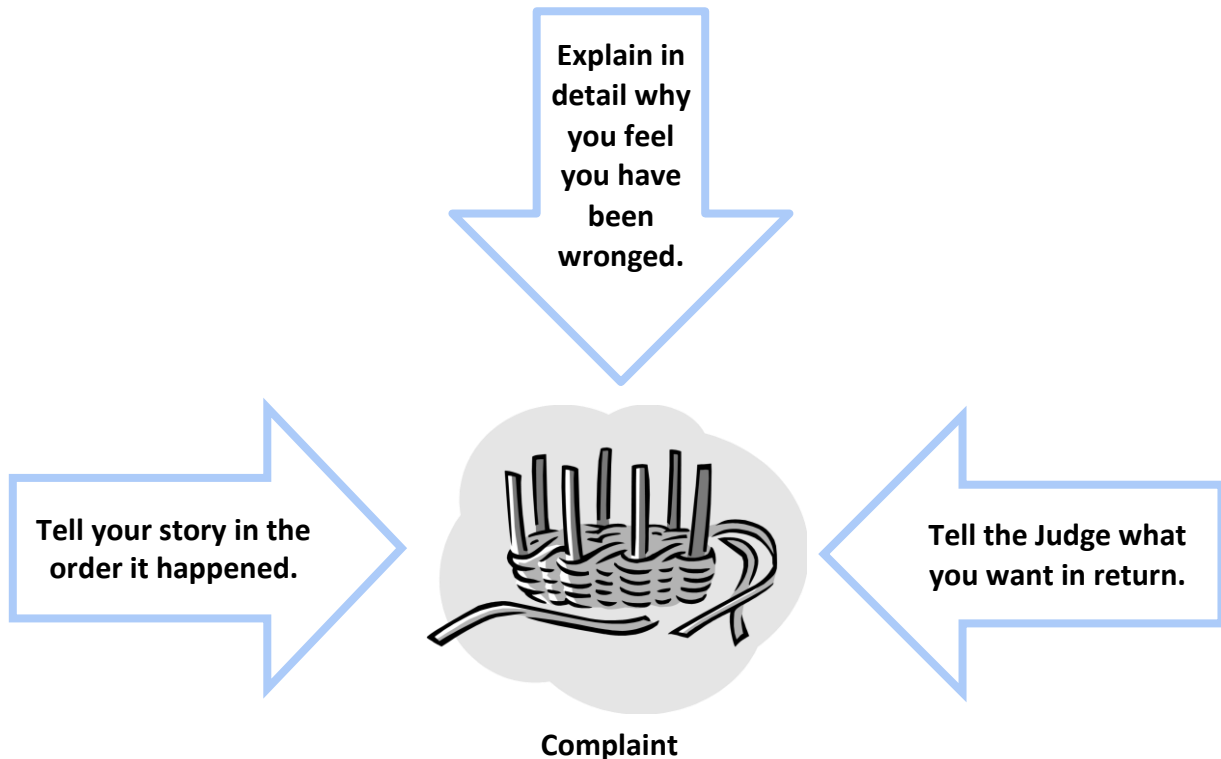 Explain in
detail why
you feel
you have
been
wronged.
Tell your story in the
order it happened.
Tell the Judge what
you want in return.
Complaint